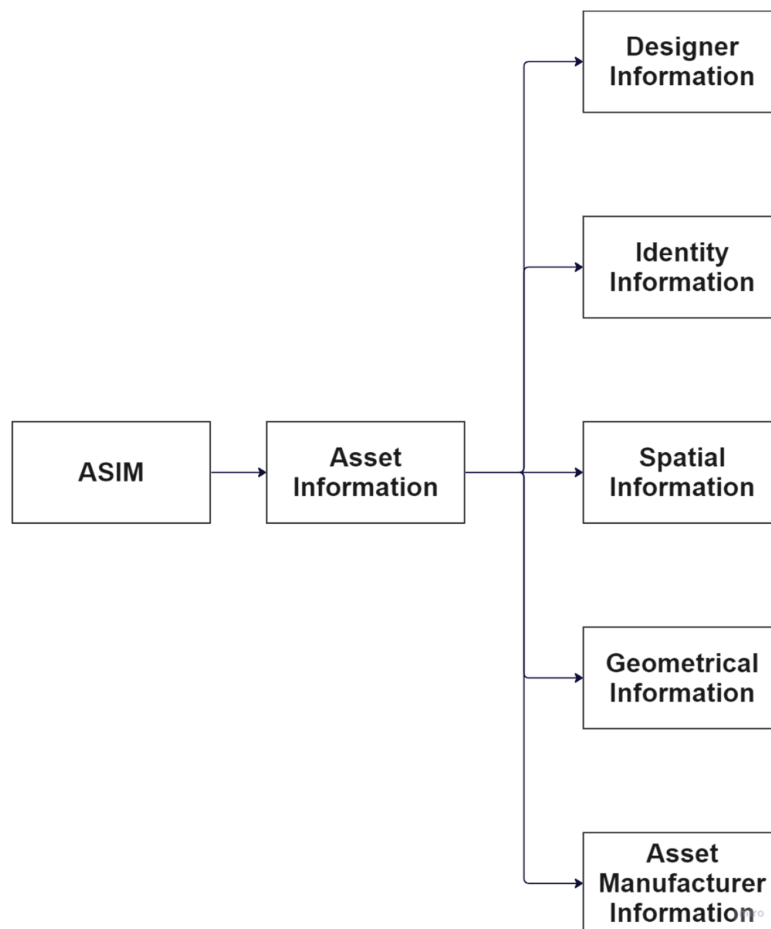 Designer
Information
Identity
Information
ASIM
Asset
Information
Spatial
Information
Geometrical
Information
Asset
Manufacturer
Information